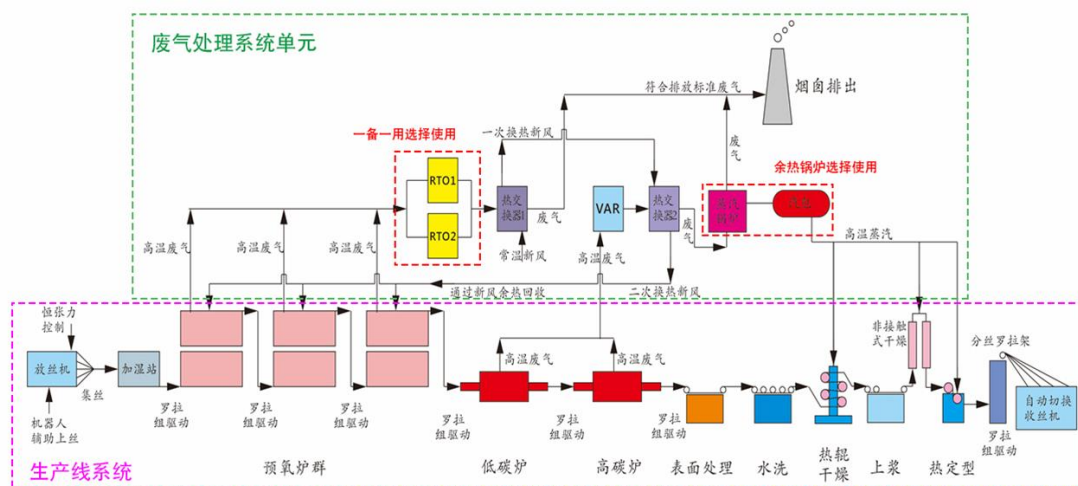 废气处理系统单元
符合排放标准废气
烟囱排出
一备一用选择使用
一次换热新风
废气
余热锅炉选择使用
RTO1
RTO2
热交
换器1
废气
VAR
热交
换器2
废气
蒸汽
锅炉
汽包
高温废气
高温废气
高温废气
常温新风
高温废气
高温蒸汽
通过新风余热回收
二次换热新风
恒张力
控制
放丝机
集丝
加温站
机器人
辅助上丝
罗拉
组驱动
罗拉
组驱动
罗拉
组驱动
高温废气
高温废气
罗拉
组驱动
罗拉
组驱动
罗拉
组驱动
非接触
式干燥
分丝罗拉架
自动切换
收丝机
罗拉
组驱动
生产线系统
预氧炉群
低碳炉
高碳炉
表面处理
水洗
热辊
干燥
上浆
热定型